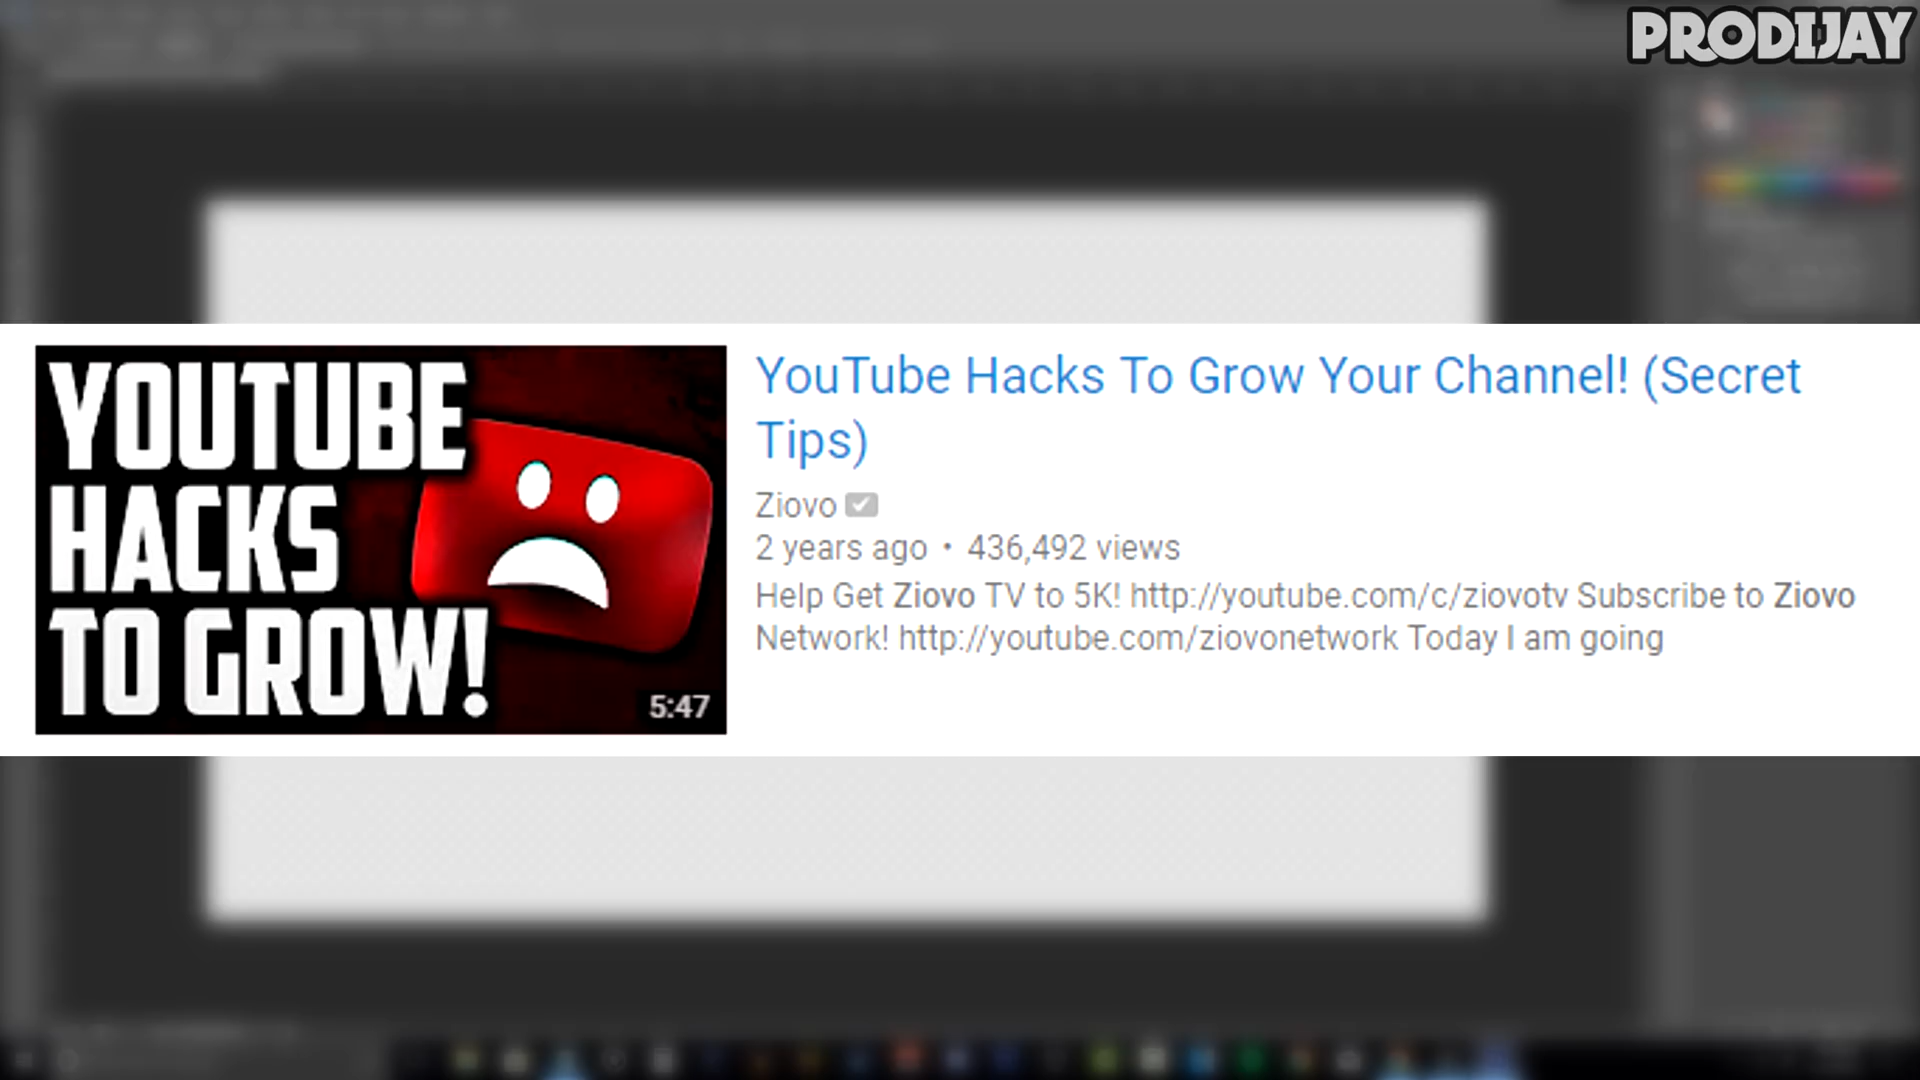 PRODIJAY
YOUTUBE
HACKS
TO GROW!
5:47
YouTube Hacks To Grow Your Channel! (Secret
Tips)
Ziovo
2 years ago • 436,492 views
Help Get Ziovo TV to 5K! http://youtube.com/c/ziovotv Subscribe to Ziovo
Network! http://youtube.com/ziovonetwork Today I am going